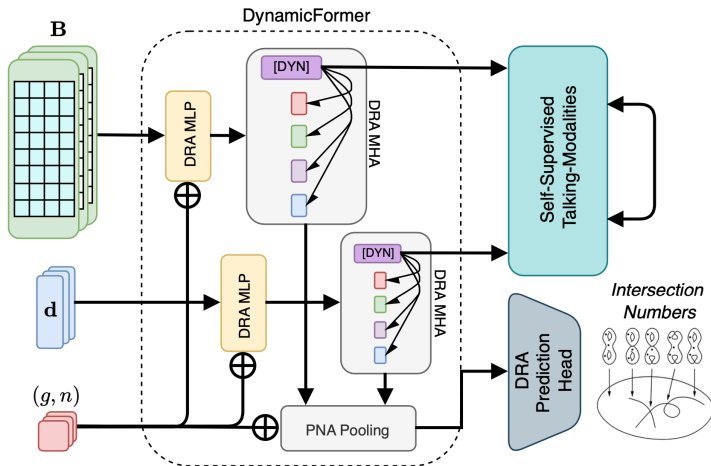 DynamicFormer
B
[DYN]
DRA MLP
DRA MHA
Self-Supervised
Talking-Modalities
d
DRA MLP
[DYN]
DRA MHA
Intersection
Numbers
DRA
Prediction
Head
(g, n)
PNA Pooling